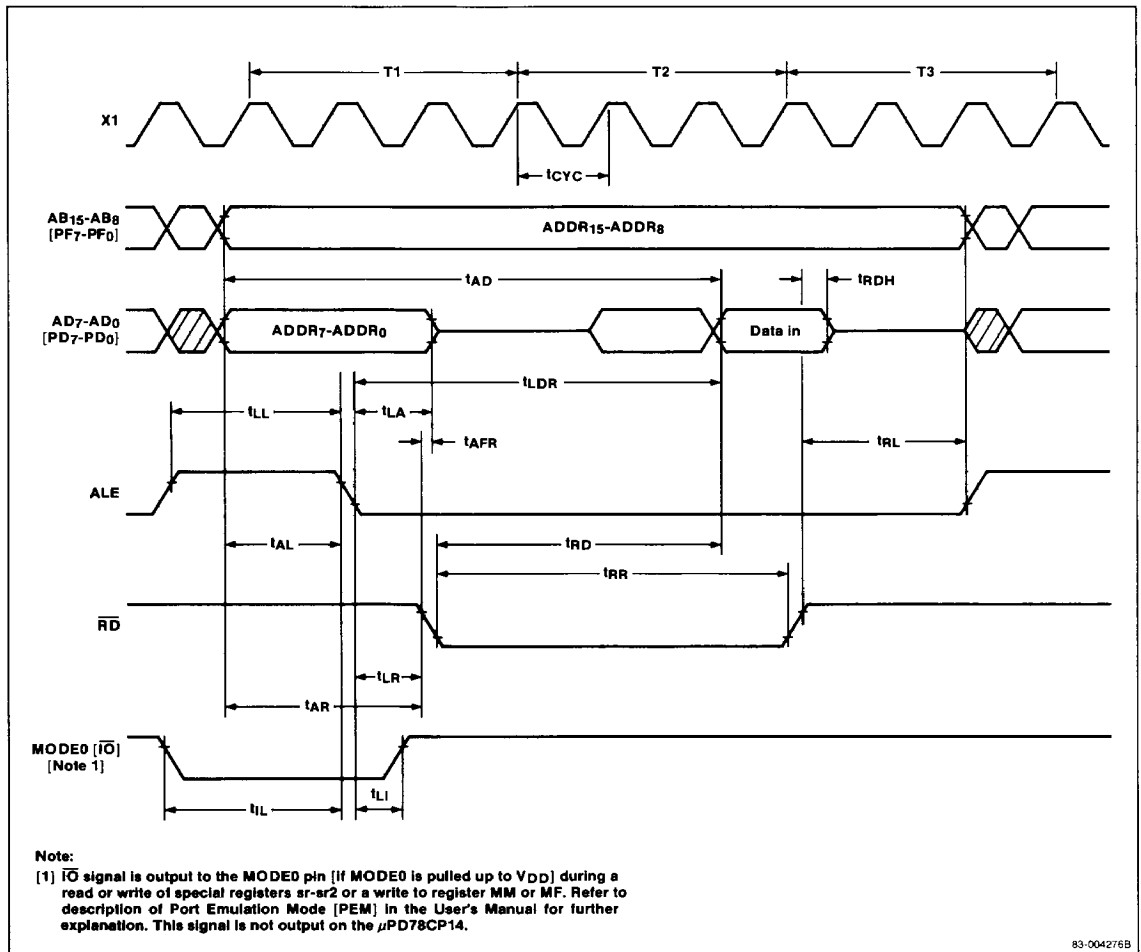 T1 T2 T3
X1
tCYC
AB15-AB8
[PF7-PF0]
ADDR15-ADDR8
tAD
tRDH
AD7-AD0
[PD7-PD0]
ADDR7-ADDR0
Data in
tLDR
tLL
tLA
tAFR
tRL
ALE
tAL
tRD
tRR
RD
tLR
tAR
MODE0 [IO]
[Note 1]
tIL
tLI
Note:
[1] IO signal is output to the MODE0 pin [if MODE0 is pulled up to VDD] during a
read or write of special registers sr-sr2 or a write to register MM or MF. Refer to
description of Port Emulation Mode [PEM] in the User's Manual for further
explanation. This signal is not output on the µPD78CP14.
83-004276B